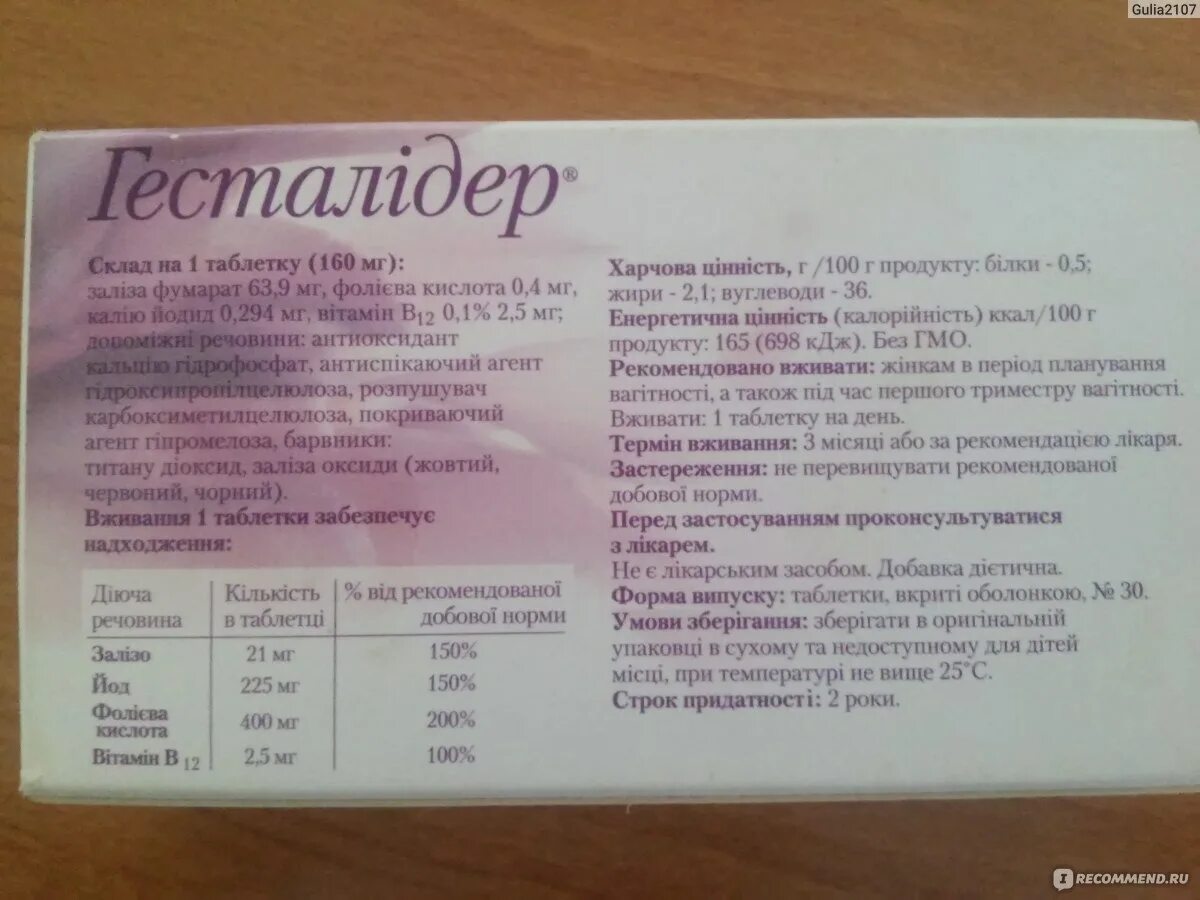 Gulia2107
Гесталідер®
Склад на 1 таблетку (160 мг):
заліза фумарат 63,9 мг, фолієва кислота 0,4 мг,
калію йодид 0,294 мг, вітамін В12 0,1% 2,5 мг;
допоміжні речовини: антиоксидант
кальцію гідрофосфат, антиспікаючий агент
гідроксипропілцелюлоза, розпушувач
карбоксиметилцелюлоза, покриваючий
агент гіпромелоза, барвники:
титану діоксид, заліза оксиди (жовтий,
червоний, чорний).
Вживання 1 таблетки забезпечує
надходження:
Діюча речовина
Кількість в таблетці
% від рекомендованої добової норми
Залізо 21 мг 150%
Йод 225 мг 150%
Фолієва
кислота 400 мг 200%
Вітамін В 12 2,5 мг 100%
Харчова цінність, г /100 г продукту: білки - 0,5;
жири - 2,1; вуглеводи - 36.
Енергетична цінність (калорійність) ккал/100 г
продукту: 165 (698 кДж). Без ГМО.
Рекомендовано вживати: жінкам в період планування
вагітності, а також під час першого триместру вагітності.
Вживати: 1 таблетку на день.
Термін вживання: 3 місяці або за рекомендацією лікаря.
Застереження: не перевищувати рекомендованої
добової норми.
Перед застосуванням проконсультуватися
з лікарем.
Не є лікарським засобом. Добавка дієтична.
Форма випуску: таблетки, вкриті оболонкою, № 30.
Умови зберігання: зберігати в оригінальній
упаковці в сухому та недоступному для дітей
місці, при температурі не вище 25°С.
Строк придатності: 2 роки.
IRECOMMEND.RU